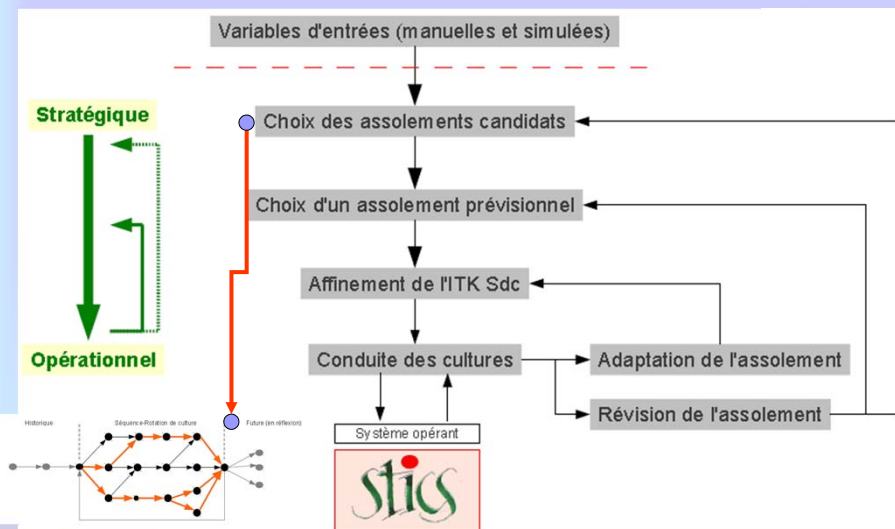 Variables d'entrées (manuelles et simulées)
Stratégique
Choix des assolements candidats
Choix d'un assolement prévisionnel
Affinement de l'ITK Sdc
Opérationnel
Conduite des cultures
Adaptation de l'assolement
Révision de l'assolement
Historique
Séquence-Rotation de culture
Future (en réflexion)
Système opérant
stics